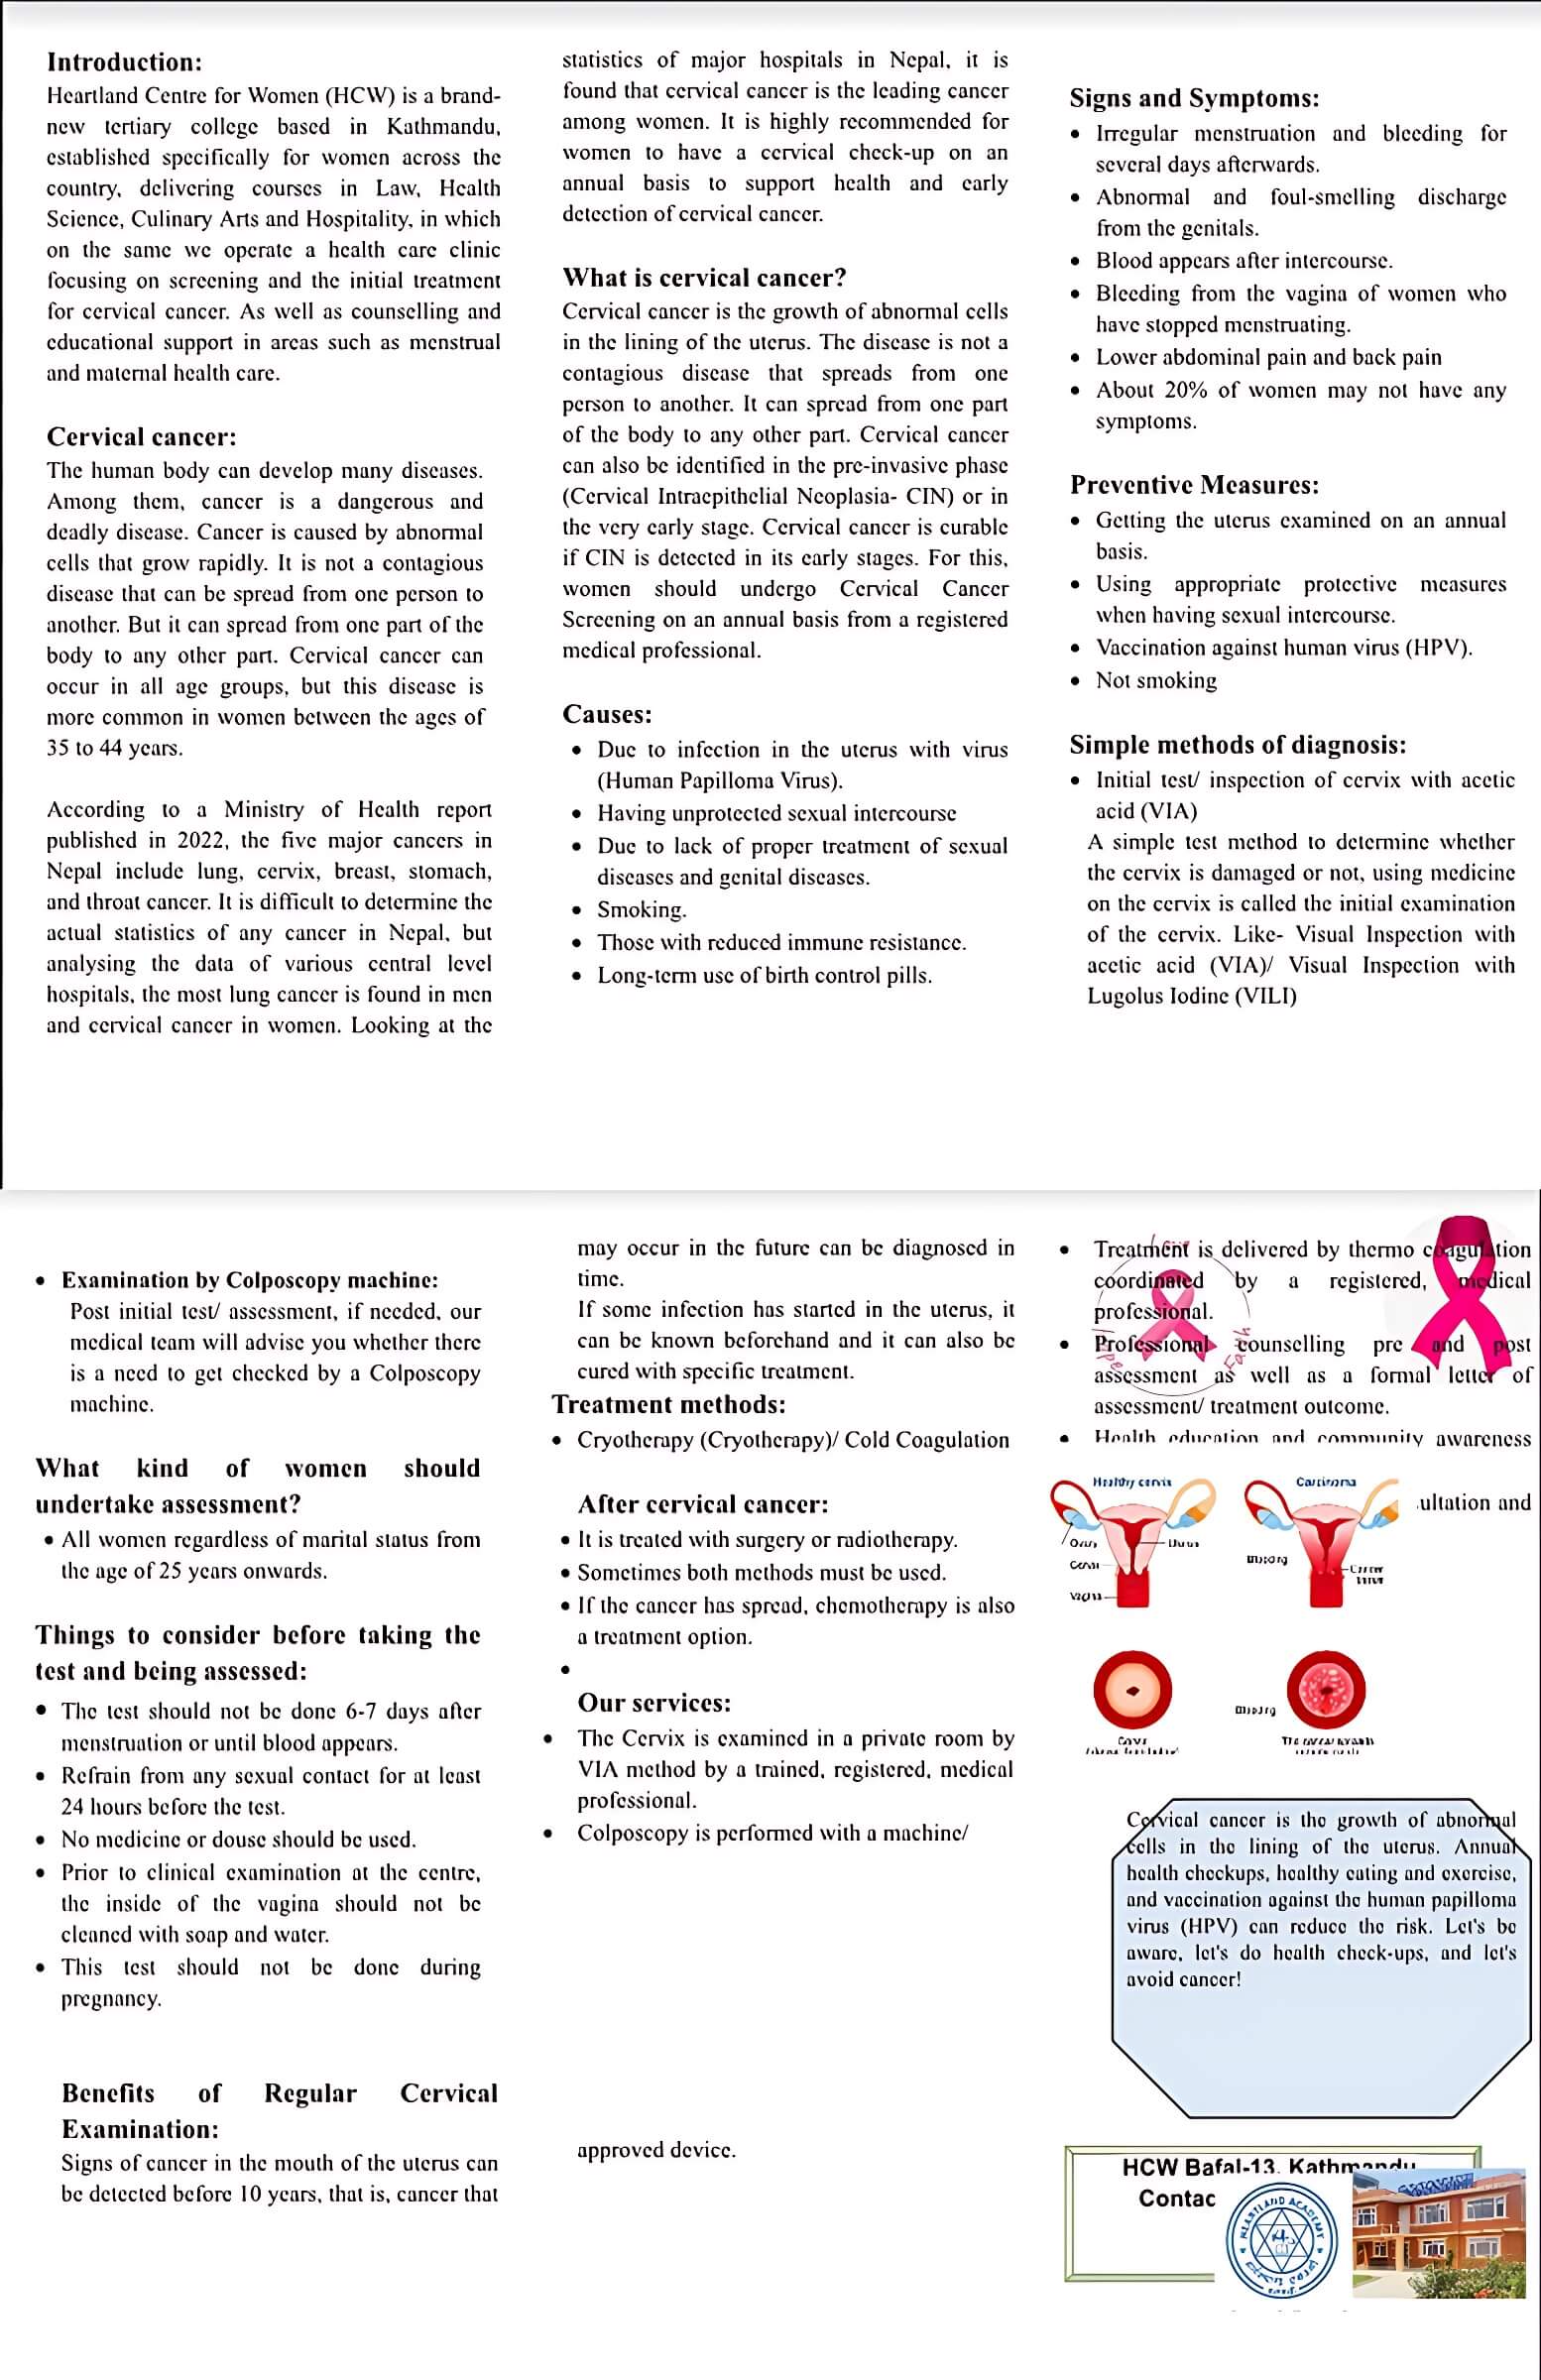 Introduction:
Heartland Centre for Women (HCW) is a brand-
new tertiary college based in Kathmandu,
established specifically for women across the
country, delivering courses in Law, Health
Science, Culinary Arts and Hospitality, in which
on the same we operate a health care clinic
focusing on screening and the initial treatment
for cervical cancer. As well as counselling and
educational support in areas such as menstrual
and maternal health care.
Cervical cancer:
The human body can develop many diseases.
Among them, cancer is a dangerous and
deadly disease. Cancer is caused by abnormal
cells that grow rapidly. It is not a contagious
disease that can be spread from one person to
another. But it can spread from one part of the
body to any other part. Cervical cancer can
occur in all age groups, but this disease is
more common in women between the ages of
35 to 44 years.
According to a Ministry of Health report
published in 2022, the five major cancers in
Nepal include lung, cervix, breast, stomach,
and throat cancer. It is difficult to determine the
actual statistics of any cancer in Nepal, but
analysing the data of various central level
hospitals, the most lung cancer is found in men
and cervical cancer in women. Looking at the
statistics of major hospitals in Nepal, it is
found that cervical cancer is the leading cancer
among women. It is highly recommended for
women to have a cervical check-up on an
annual basis to support health and early
detection of cervical cancer.
What is cervical cancer?
Cervical cancer is the growth of abnormal cells
in the lining of the uterus. The disease is not a
contagious disease that spreads from one
person to another. It can spread from one part
of the body to any other part. Cervical cancer
can also be identified in the pre-invasive phase
(Cervical Intraepithelial Neoplasia- CIN) or in
the very early stage. Cervical cancer is curable
if CIN is detected in its early stages. For this,
women should undergo Cervical Cancer
Screening on an annual basis from a registered
medical professional.
Causes:
• Due to infection in the uterus with virus
(Human Papilloma Virus).
• Having unprotected sexual intercourse
• Due to lack of proper treatment of sexual
diseases and genital diseases.
• Smoking.
• Those with reduced immune resistance.
• Long-term use of birth control pills.
Signs and Symptoms:
• Irregular menstruation and bleeding for
several days afterwards.
• Abnormal and foul-smelling discharge
from the genitals.
• Blood appears after intercourse.
• Bleeding from the vagina of women who
have stopped menstruating.
• Lower abdominal pain and back pain
• About 20% of women may not have any
symptoms.
Preventive Measures:
• Getting the uterus examined on an annual
basis.
• Using appropriate protective measures
when having sexual intercourse.
• Vaccination against human virus (HPV).
• Not smoking
Simple methods of diagnosis:
• Initial test/ inspection of cervix with acetic
acid (VIA)
A simple test method to determine whether
the cervix is damaged or not, using medicine
on the cervix is called the initial examination
of the cervix. Like- Visual Inspection with
acetic acid (VIA)/ Visual Inspection with
Lugolus Iodine (VILI)
• Examination by Colposcopy machine:
Post initial test/ assessment, if needed, our
medical team will advise you whether there
is a need to get checked by a Colposcopy
machine.
What kind of women should
undertake assessment?
• All women regardless of marital status from
the age of 25 years onwards.
Things to consider before taking the
test and being assessed:
• The test should not be done 6-7 days after
menstruation or until blood appears.
• Refrain from any sexual contact for at least
24 hours before the test.
• No medicine or douse should be used.
• Prior to clinical examination at the centre,
the inside of the vagina should not be
cleaned with soap and water.
• This test should not be done during
pregnancy.
Benefits of Regular Cervical
Examination:
Signs of cancer in the mouth of the uterus can
be detected before 10 years, that is, cancer that
may occur in the future can be diagnosed in
time.
If some infection has started in the uterus, it
can be known beforehand and it can also be
cured with specific treatment.
Treatment methods:
• Cryotherapy (Cryotherapy)/ Cold Coagulation
After cervical cancer:
• It is treated with surgery or radiotherapy.
• Sometimes both methods must be used.
• If the cancer has spread, chemotherapy is also
a treatment option.
•
Our services:
• The Cervix is examined in a private room by
VIA method by a trained, registered, medical
professional.
• Colposcopy is performed with a machine/
approved device.
• Treatment is delivered by thermo coagulation
coordinated by a registered, medical
professional.
• Professional counselling pre and post
assessment as well as a formal letter of
assessment/ treatment outcome.
• Health education and community awareness
ultation and
Healthy cervix
Carcinoma
Ovary
Uterus
Cervix
Vagina
Bleeding
Cancer
tumor
Bleeding
Cervix
Cervical cancer is the growth of abnormal
cells in the lining of the uterus. Annual
health checkups, healthy eating and exercise,
and vaccination against the human papilloma
virus (HPV) can reduce the risk. Let's be
aware, let's do health check-ups, and let's
avoid cancer!
HCW Bafal-13, Kathmandu
Contac
HEARTLAND ACADEMY